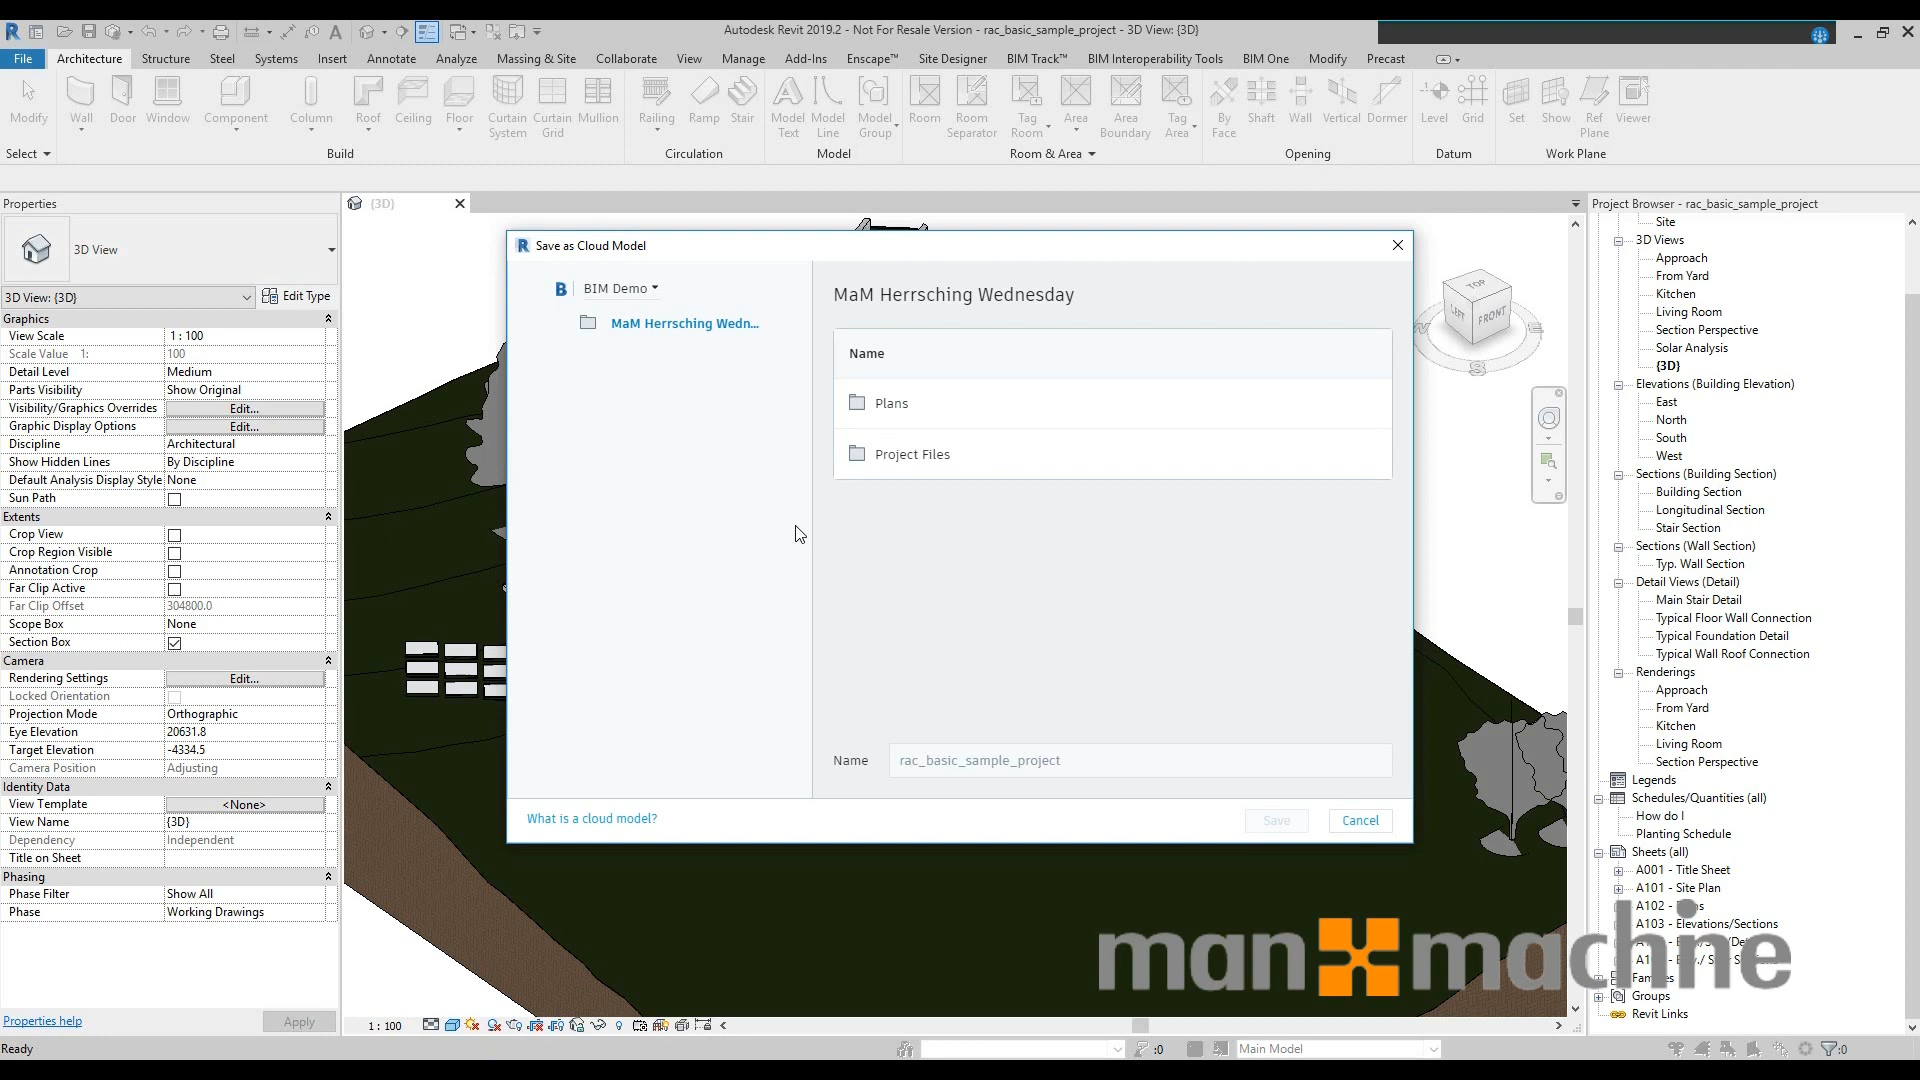 Autodesk Revit 2019.2 - Not For Resale Version - rac_basic_sample_project - 3D View: {3D}
File Architecture Structure Steel Systems Insert Annotate Analyze Massing & Site Collaborate View Manage Add-Ins Enscape™ Site Designer BIM Track™ BIM Interoperability Tools BIM One Modify Precast
Modify Wall Door Window Component Column Roof Ceiling Floor Curtain System Curtain Grid Mullion Railing Ramp Stair Model Text Model Line Model Group Room Room Separator Tag Room Area Area Boundary Tag Area By Face Shaft Wall Vertical Dormer Level Grid Set Show Ref Plane Viewer
Select Build Circulation Model Room & Area Opening Datum Work Plane
Properties
3D View
3D View: {3D} Edit Type
Graphics
View Scale 1 : 100
Scale Value 1: 100
Detail Level Medium
Parts Visibility Show Original
Visibility/Graphics Overrides Edit...
Graphic Display Options Edit...
Discipline Architectural
Show Hidden Lines By Discipline
Default Analysis Display Style None
Sun Path
Extents
Crop View
Crop Region Visible
Annotation Crop
Far Clip Active
Far Clip Offset 304800.0
Scope Box None
Section Box
Camera
Rendering Settings Edit...
Locked Orientation
Projection Mode Orthographic
Eye Elevation 20631.8
Target Elevation -4334.5
Camera Position Adjusting
Identity Data
View Template <None>
View Name {3D}
Dependency Independent
Title on Sheet
Phasing
Phase Filter Show All
Phase Working Drawings
Properties help Apply
Ready
{3D}
Save as Cloud Model
B BIM Demo
MaM Herrsching Wedn...
MaM Herrsching Wednesday
Name
Plans
Project Files
Name rac_basic_sample_project
What is a cloud model?
Save Cancel
TOP
LEFT FRONT
S
1 : 100
:0
Main Model
:0
Project Browser - rac_basic_sample_project
Site
3D Views
Approach
From Yard
Kitchen
Living Room
Section Perspective
Solar Analysis
{3D}
Elevations (Building Elevation)
East
North
South
West
Sections (Building Section)
Building Section
Longitudinal Section
Stair Section
Sections (Wall Section)
Typ. Wall Section
Detail Views (Detail)
Main Stair Detail
Typical Floor Wall Connection
Typical Foundation Detail
Typical Wall Roof Connection
Renderings
Approach
From Yard
Kitchen
Living Room
Section Perspective
Legends
Schedules/Quantities (all)
How do I
Planting Schedule
Sheets (all)
A001 - Title Sheet
A101 - Site Plan
A102 -
A103 - Elevations/Sections
Groups
Revit Links
man machine